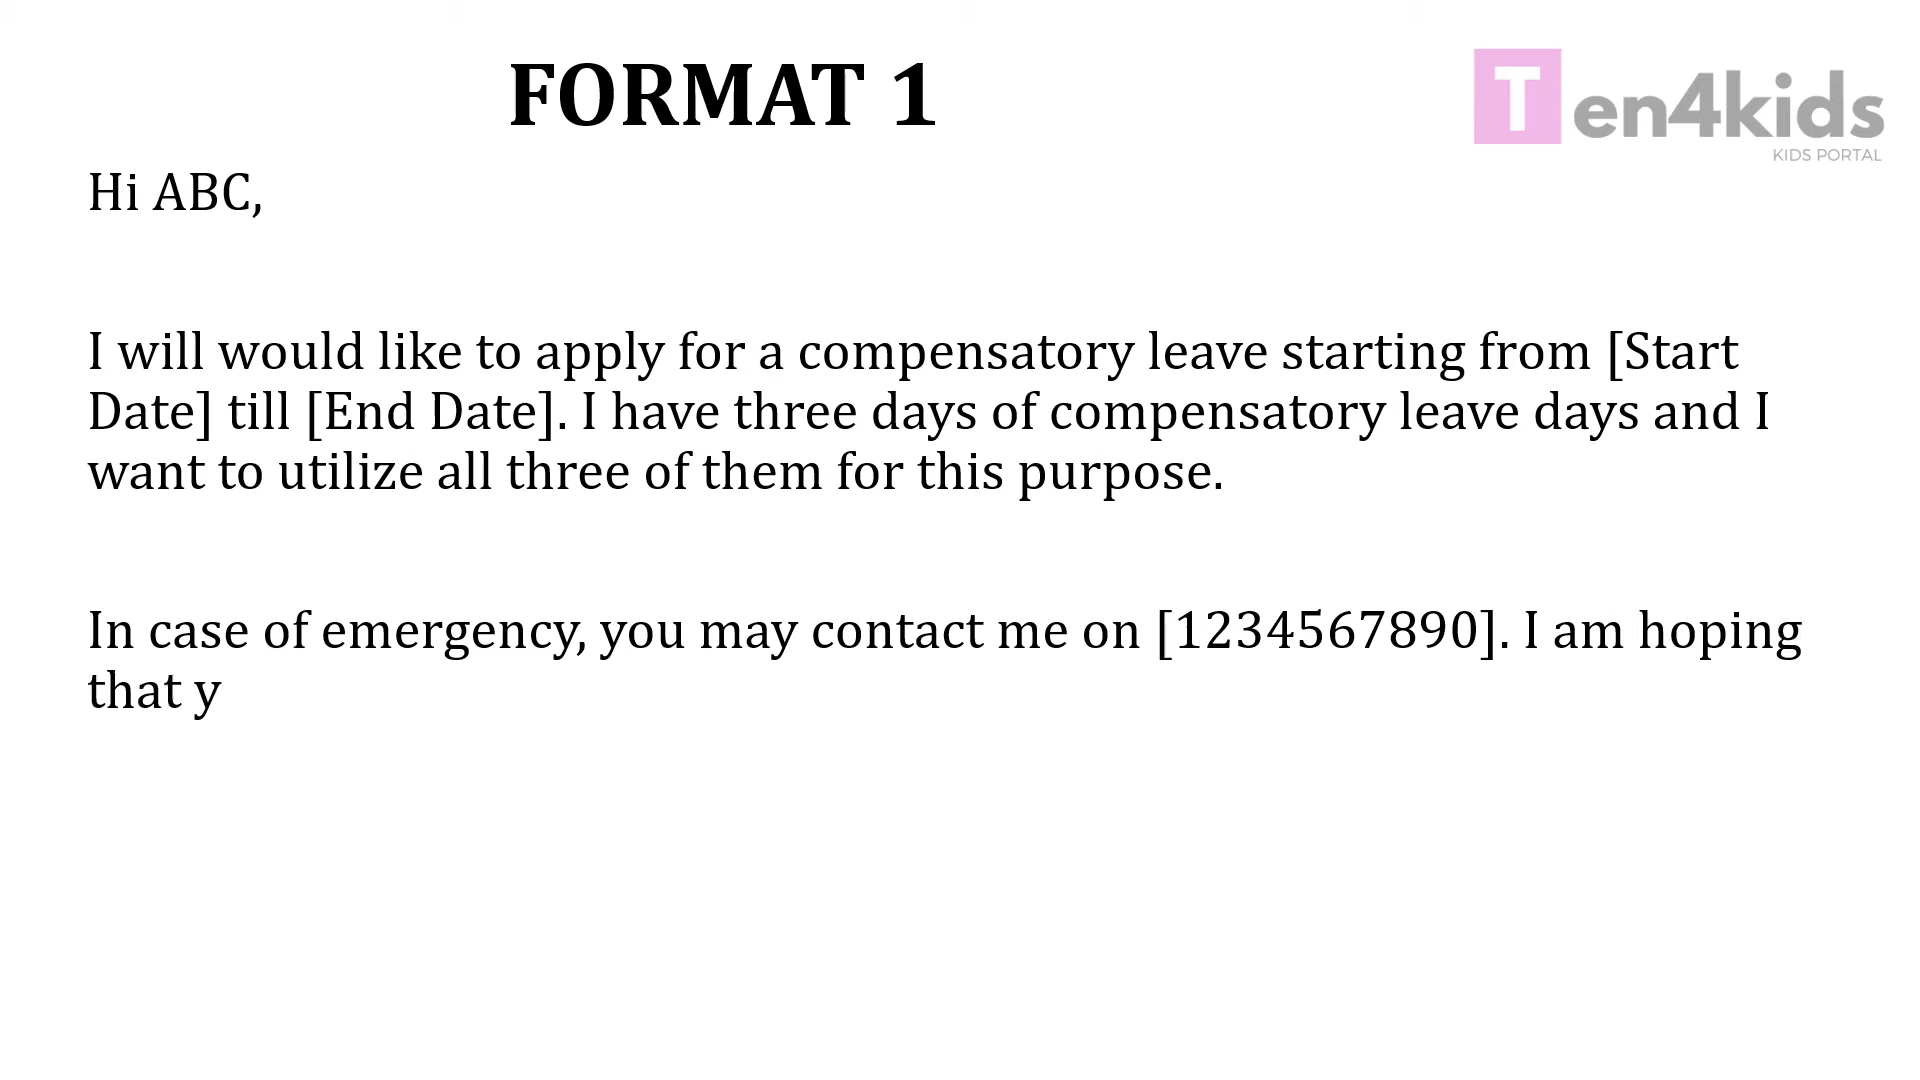 FORMAT 1
Ten4kids
KIDS PORTAL
Hi ABC,
I will would like to apply for a compensatory leave starting from [Start
Date] till [End Date]. I have three days of compensatory leave days and I
want to utilize all three of them for this purpose.
In case of emergency, you may contact me on [1234567890]. I am hoping
that y